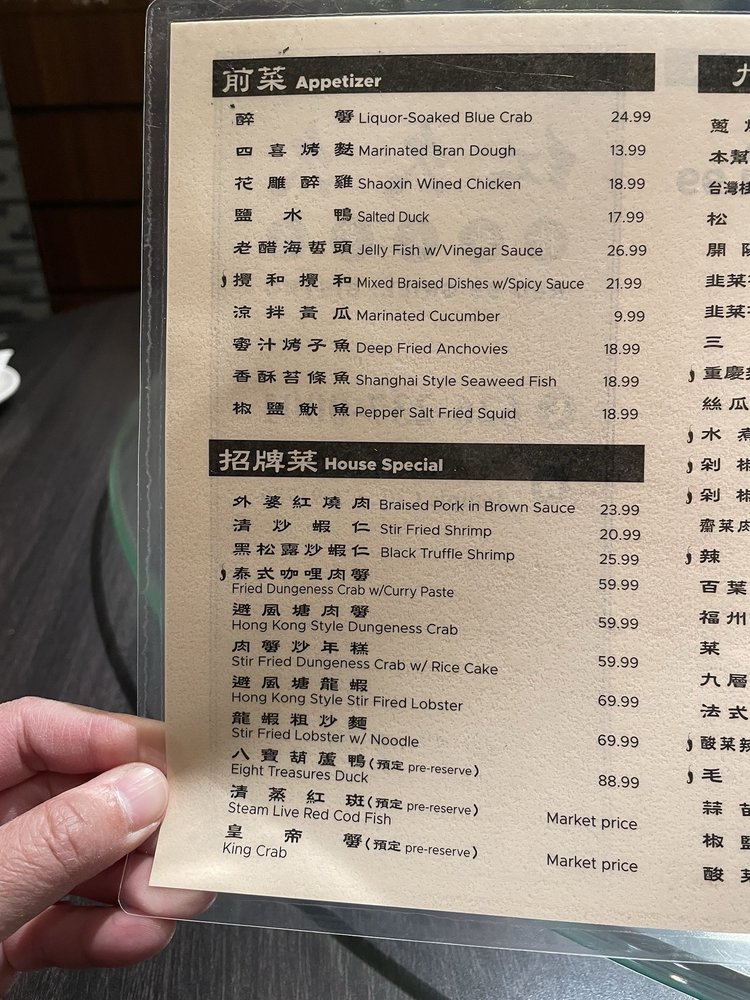 前菜 Appetizer
醉蟹 Liquor-Soaked Blue Crab 24.99
四喜烤麩 Marinated Bran Dough 13.99
花雕醉雞 Shaoxin Wined Chicken 18.99
鹽水鴨 Salted Duck 17.99
老醋海蜇頭 Jelly Fish w/Vinegar Sauce 26.99
攪和攪和 Mixed Braised Dishes w/Spicy Sauce 21.99
涼拌黃瓜 Marinated Cucumber 9.99
蜜汁烤子魚 Deep Fried Anchovies 18.99
香酥苔條魚 Shanghai Style Seaweed Fish 18.99
椒鹽魷魚 Pepper Salt Fried Squid 18.99
招牌菜 House Special
外婆紅燒肉 Braised Pork in Brown Sauce 23.99
清炒蝦仁 Stir Fried Shrimp 20.99
黑松露炒蝦仁 Black Truffle Shrimp 25.99
泰式咖哩肉蟹
Fried Dungeness Crab w/Curry Paste 59.99
避風塘肉蟹
Hong Kong Style Dungeness Crab 59.99
肉蟹炒年糕
Stir Fried Dungeness Crab w/ Rice Cake 59.99
避風塘龍蝦
Hong Kong Style Stir Fired Lobster 69.99
龍蝦粗炒麵
Stir Fried Lobster w/ Noodle 69.99
八寶葫蘆鴨(預定 pre-reserve)
Eight Treasures Duck 88.99
清蒸紅斑(預定 pre-reserve)
Steam Live Red Cod Fish Market price
皇帝蟹(預定 pre-reserve)
King Crab Market price
九
蔥
本幫
台灣
松
開
韭菜
韭菜
三
重慶
絲瓜
水煮
剁椒
剁椒
齋菜肉
辣
百葉
福州
菜
九層
法式
酸菜辣
毛
蒜苗
椒鹽
酸菜